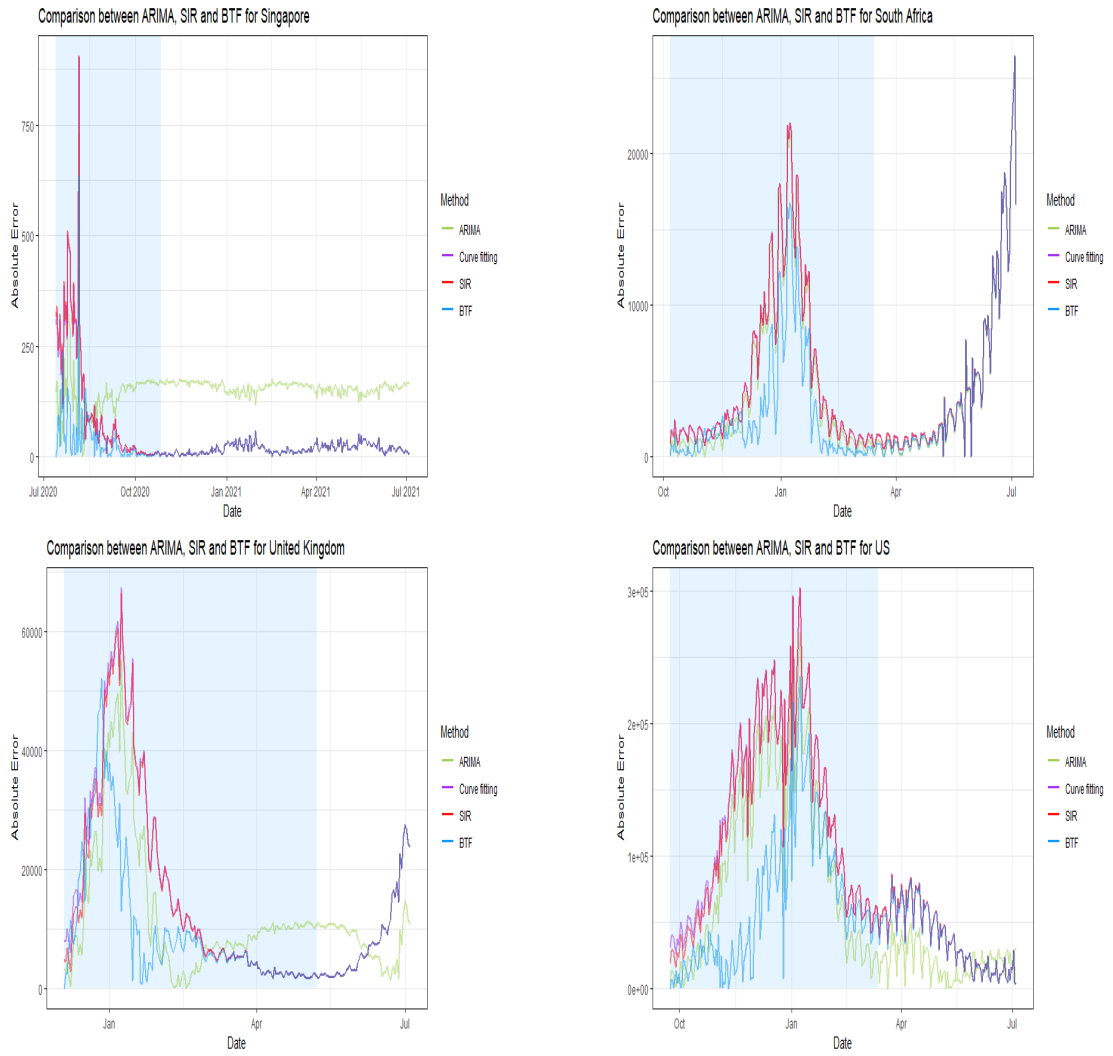 Comparison between ARIMA, SIR and BTF for Singapore
Absolute Error
750
500
250
0
Jul 2020
Oct 2020
Jan 2021
Apr 2021
Jul 2021
Date
Method
ARIMA
Curve fitting
SIR
BTF
Comparison between ARIMA, SIR and BTF for South Africa
Absolute Error
20000
10000
0
Oct
Jan
Apr
Jul
Date
Method
ARIMA
Curve fitting
SIR
BTF
Comparison between ARIMA, SIR and BTF for United Kingdom
Absolute Error
60000
40000
20000
0
Jan
Apr
Jul
Date
Method
ARIMA
Curve fitting
SIR
BTF
Comparison between ARIMA, SIR and BTF for US
Absolute Error
3e+05
2e+05
1e+05
0e+00
Oct
Jan
Apr
Jul
Date
Method
ARIMA
Curve fitting
SIR
BTF